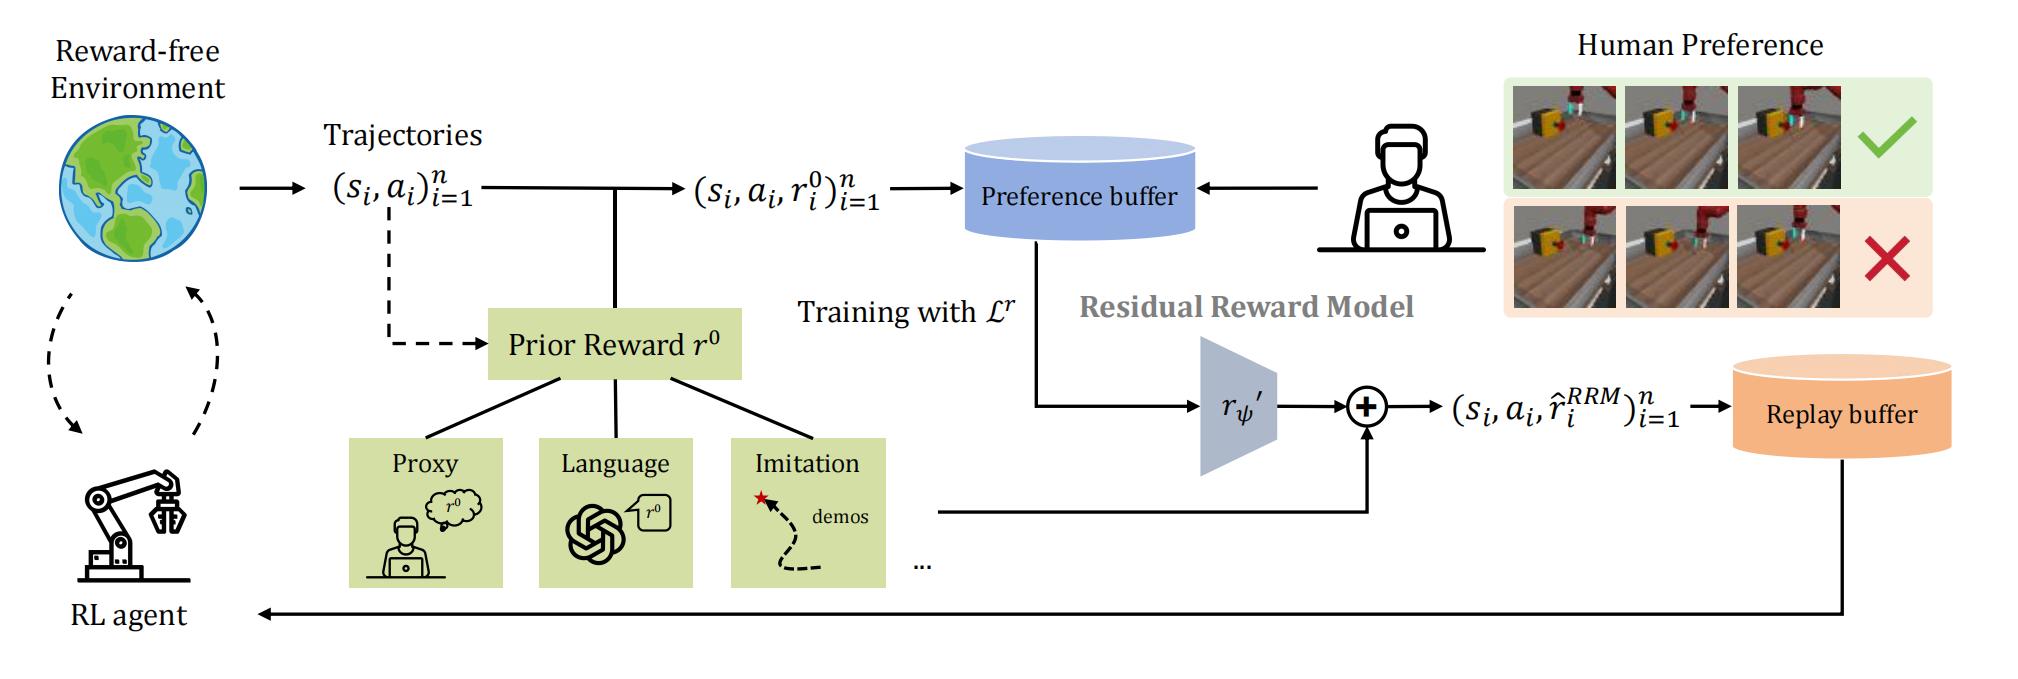 Reward-free
Environment
Trajectories
$(s_i, a_i)_{i=1}^n$
$(s_i, a_i, r_i^0)_{i=1}^n$
Preference buffer
Human Preference
Training with $\mathcal{L}^r$
Residual Reward Model
Prior Reward $r^0$
$r_\psi'$
+
$(s_i, a_i, \hat{r}_i^{RRM})_{i=1}^n$
Replay buffer
Proxy
$r^0$
Language
$r^0$
Imitation
demos
...
RL agent